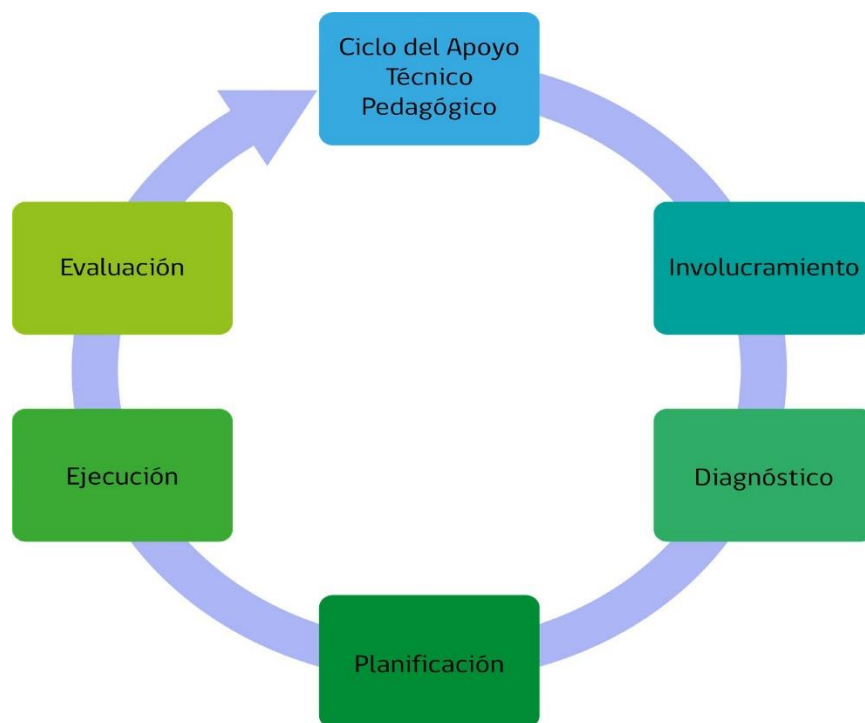 Ciclo del Apoyo
Técnico
Pedagógico
Involucramiento
Diagnóstico
Planificación
Ejecución
Evaluación